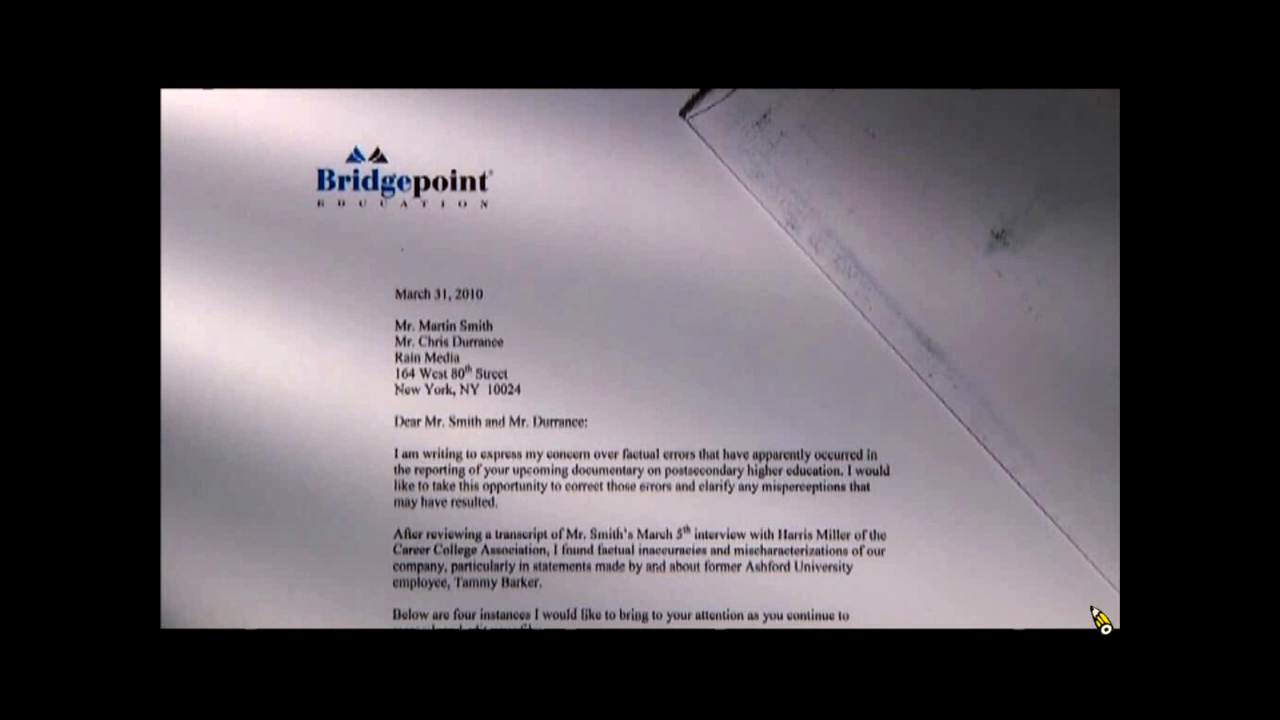 Bridgepoint®
EDUCATION
March 31, 2010
Mr. Martin Smith
Mr. Chris Durrance
Rain Media
164 West 80th Street
New York, NY 10024
Dear Mr. Smith and Mr. Durrance:
I am writing to express my concern over factual errors that have apparently occurred in
the reporting of your upcoming documentary on postsecondary higher education. I would
like to take this opportunity to correct those errors and clarify any misperceptions that
may have resulted.
After reviewing a transcript of Mr. Smith's March 5th interview with Harris Miller of the
Career College Association, I found factual inaccuracies and mischaracterizations of our
company, particularly in statements made by and about former Ashford University
employee, Tammy Barker.
Below are four instances I would like to bring to your attention as you continue to